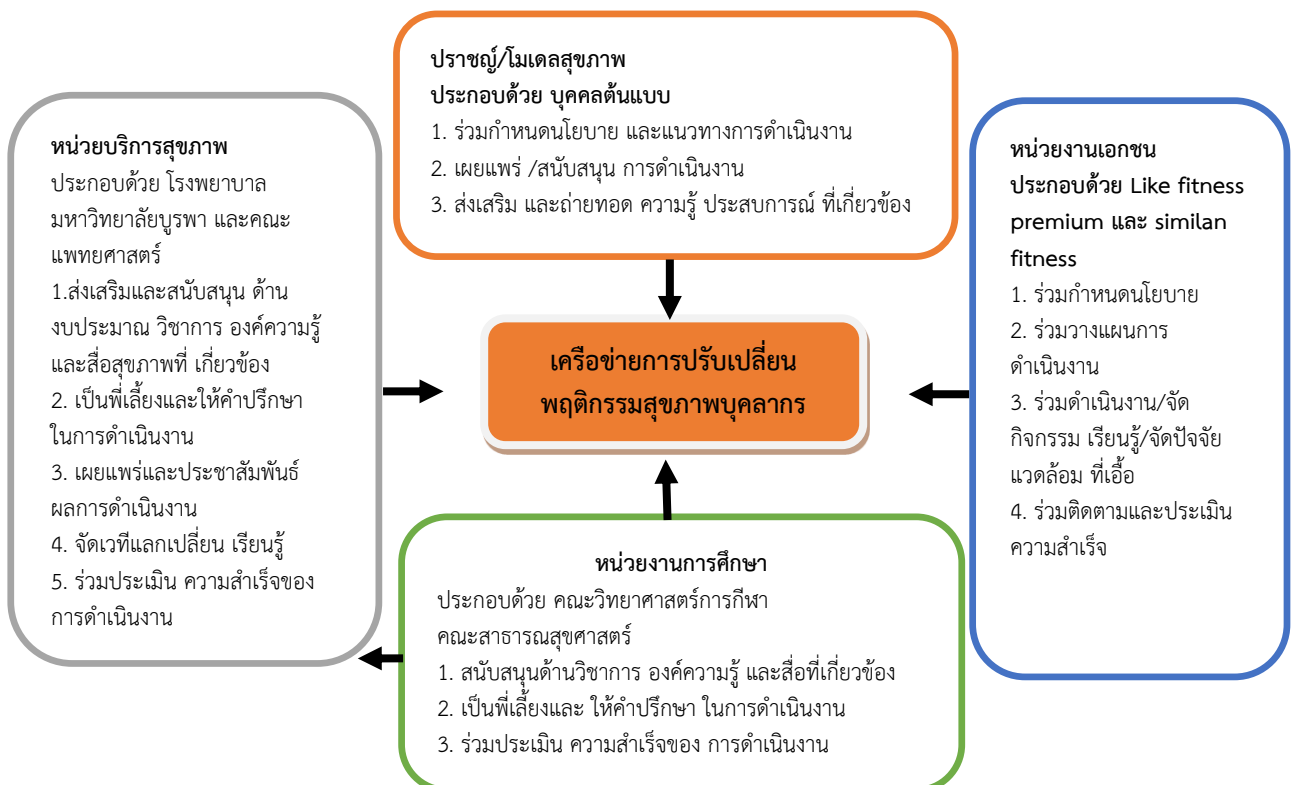 ปราชญ์/โมเดลสุขภาพ
ประกอบด้วย บุคคลต้นแบบ
1. ร่วมกำหนดนโยบาย และแนวทางการดำเนินงาน
2. เผยแพร่ /สนับสนุน การดำเนินงาน
3. ส่งเสริม และถ่ายทอด ความรู้ ประสบการณ์ ที่เกี่ยวข้อง
หน่วยบริการสุขภาพ
ประกอบด้วย โรงพยาบาล
มหาวิทยาลัยบูรพา และคณะ
แพทยศาสตร์
1.ส่งเสริมและสนับสนุน ด้าน
งบประมาณ วิชาการ องค์ความรู้
และสื่อสุขภาพที่ เกี่ยวข้อง
2. เป็นพี่เลี้ยงและให้คำปรึกษา
ในการดำเนินงาน
3. เผยแพร่และประชาสัมพันธ์
ผลการดำเนินงาน
4. จัดเวทีแลกเปลี่ยน เรียนรู้
5. ร่วมประเมิน ความสำเร็จของ
การดำเนินงาน
เครือข่ายการปรับเปลี่ยน
พฤติกรรมสุขภาพบุคลากร
หน่วยงานเอกชน
ประกอบด้วย Like fitness
premium และ similan
fitness
1. ร่วมกำหนดนโยบาย
2. ร่วมวางแผนการ
ดำเนินงาน
3. ร่วมดำเนินงาน/จัด
กิจกรรม เรียนรู้/จัดปัจจัย
แวดล้อม ที่เอื้อ
4. ร่วมติดตามและประเมิน
ความสำเร็จ
หน่วยงานการศึกษา
ประกอบด้วย คณะวิทยาศาสตร์การกีฬา
คณะสาธารณสุขศาสตร์
1. สนับสนุนด้านวิชาการ องค์ความรู้ และสื่อที่เกี่ยวข้อง
2. เป็นพี่เลี้ยงและ ให้คำปรึกษา ในการดำเนินงาน
3. ร่วมประเมิน ความสำเร็จของ การดำเนินงาน